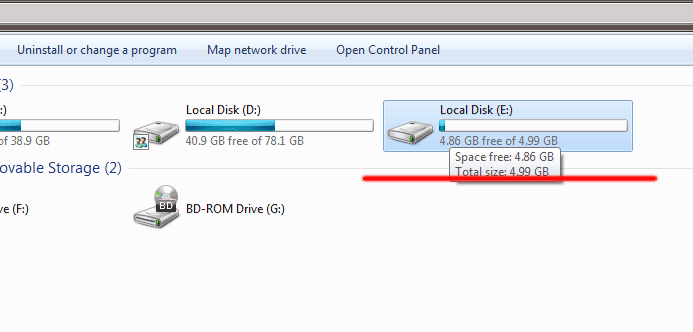 Uninstall or change a program Map network drive Open Control Panel
(3)
:) Local Disk (D:) Local Disk (E:)
of 38.9 GB 40.9 GB free of 78.1 GB 4.86 GB free of 4.99 GB
Space free: 4.86 GB
Total size: 4.99 GB
ovable Storage (2)
ve (F:) BD-ROM Drive (G:)
BD